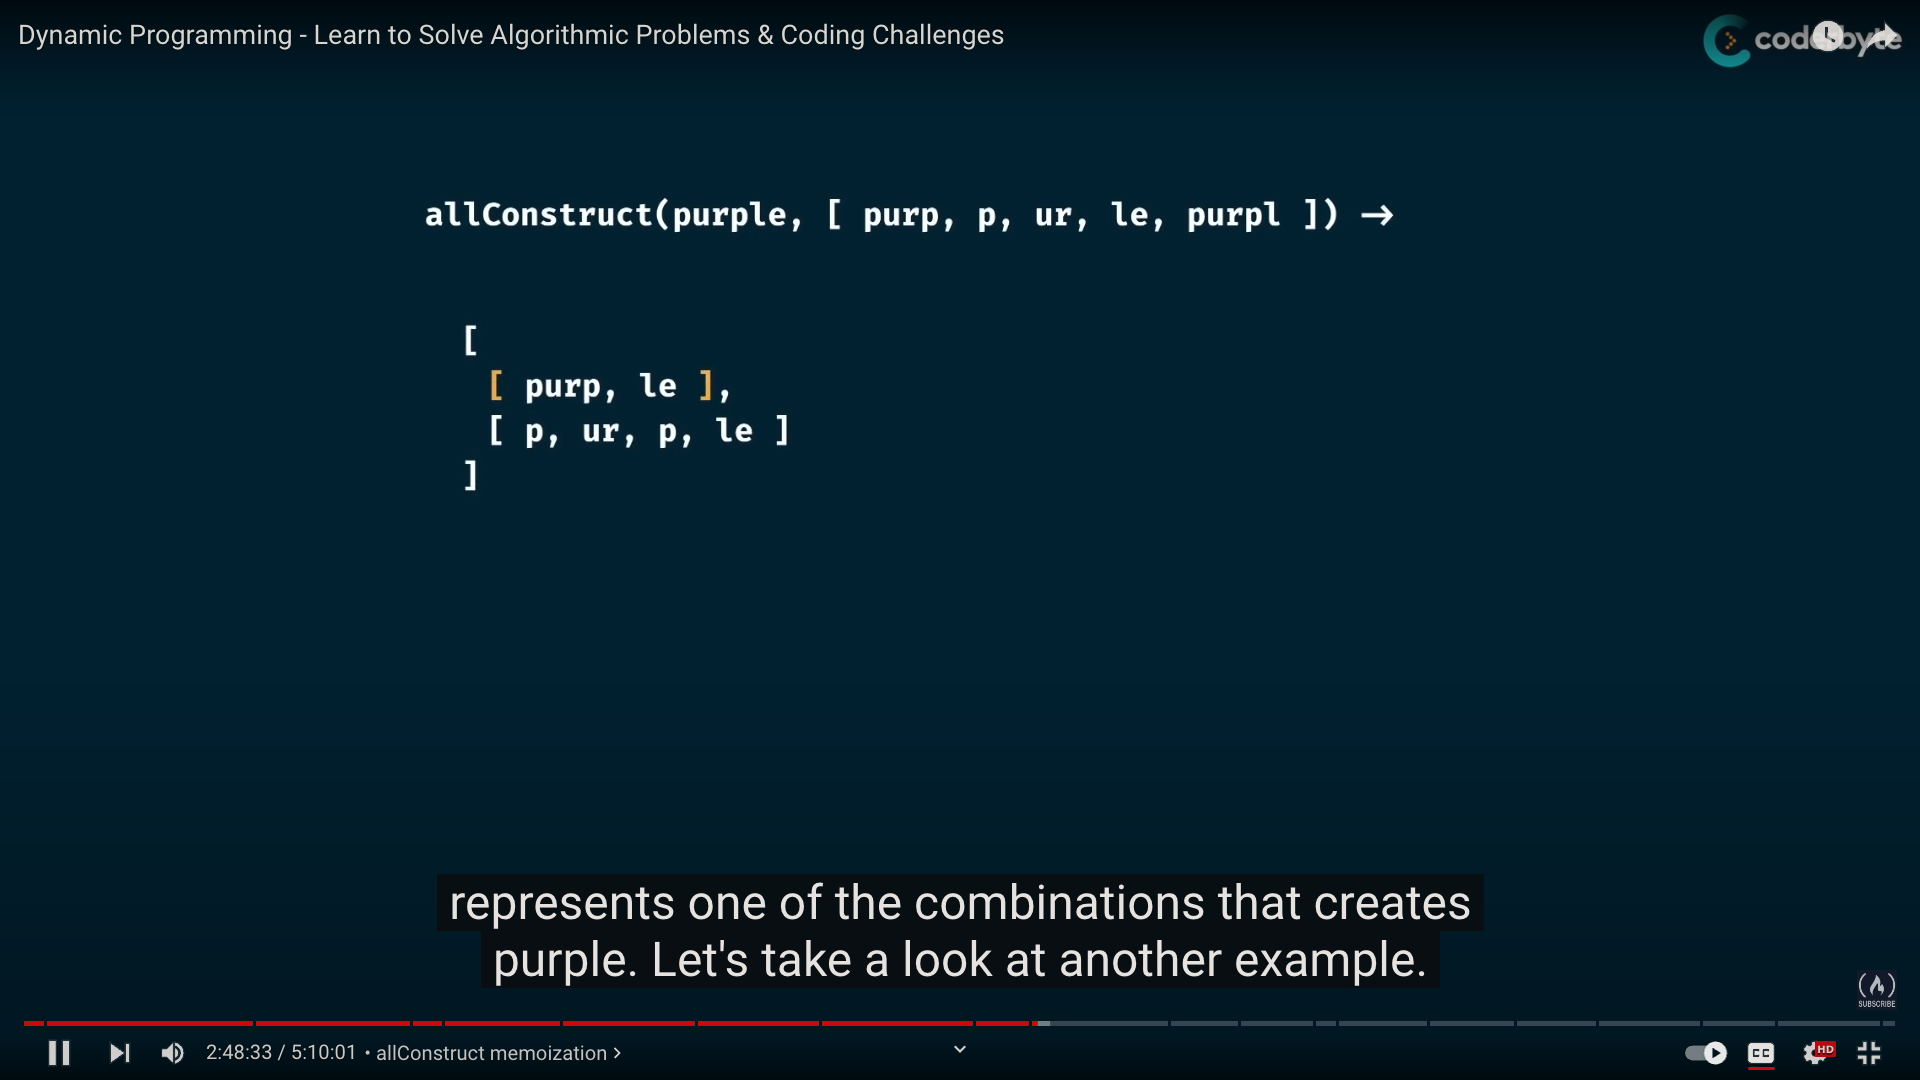 Dynamic Programming - Learn to Solve Algorithmic Problems & Coding Challenges
coderbyte
allConstruct(purple, [ purp, p, ur, le, purpl ]) →
[
[ purp, le ],
[ p, ur, p, le ]
]
represents one of the combinations that creates
purple. Let's take a look at another example.
SUBSCRIBE
2:48:33 / 5:10:01 • allConstruct memoization >
CC
HD